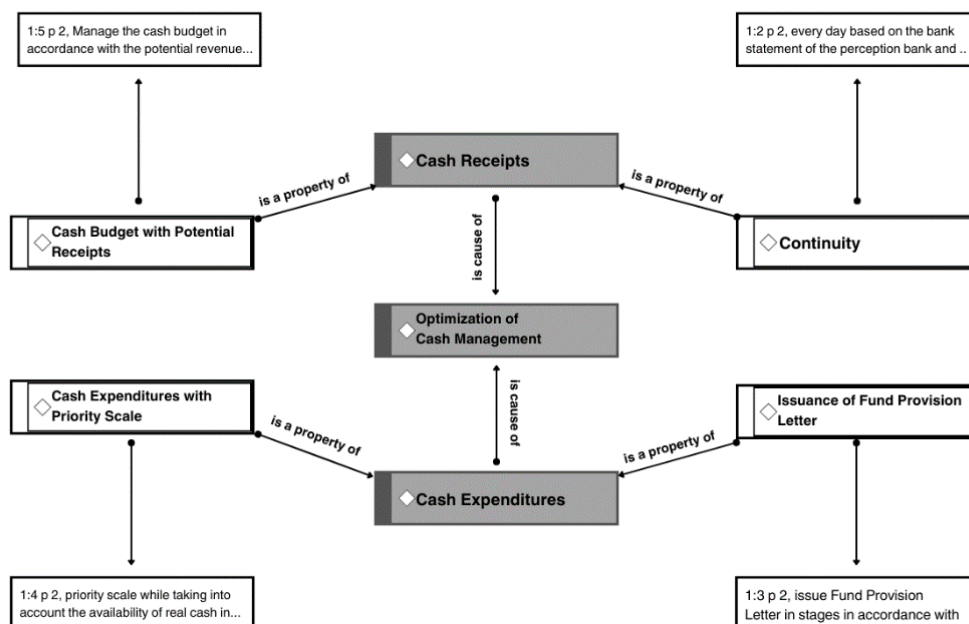 1:5 p 2, Manage the cash budget in
accordance with the potential revenue...
1:2 p 2, every day based on the bank
statement of the perception bank and ..
Cash Receipts
is a property of
is a property of
Cash Budget with Potential
Receipts
is cause of
Continuity
Optimization of
Cash Management
Cash Expenditures with
Priority Scale
is cause of
Issuance of Fund Provision
Letter
is a property of
is a property of
Cash Expenditures
1:4 p 2, priority scale while taking into
account the availability of real cash in...
1:3 p 2, issue Fund Provision
Letter in stages in accordance with